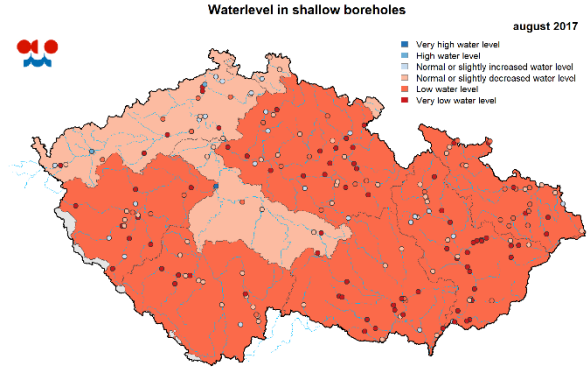 Waterlevel in shallow boreholes
august 2017
Very high water level
High water level
Normal or slightly increased water level
Normal or slightly decreased water level
Low water level
Very low water level